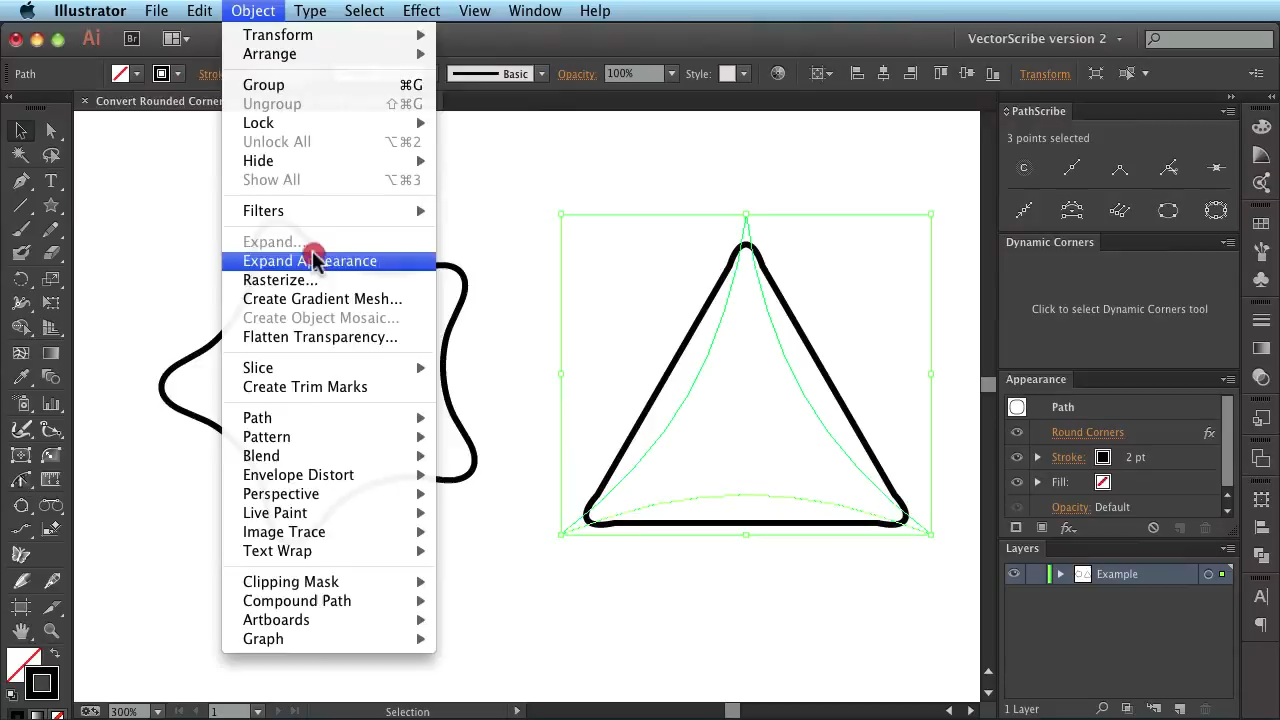 Illustrator File Edit Object Type Select Effect View Window Help
Ai Br VectorScribe version 2
Path Basic Opacity: 100% Style: Transform
Convert Rounded Corner
Transform
Arrange
Group ⌘G
Ungroup ⇧⌘G
Lock
Unlock All ⌥⌘2
Hide
Show All ⌥⌘3
Filters
Expand...
Expand Appearance
Rasterize...
Create Gradient Mesh...
Create Object Mosaic...
Flatten Transparency...
Slice
Create Trim Marks
Path
Pattern
Blend
Envelope Distort
Perspective
Live Paint
Image Trace
Text Wrap
Clipping Mask
Compound Path
Artboards
Graph
PathScribe
3 points selected
Dynamic Corners
Click to select Dynamic Corners tool
Appearance
Path
Round Corners fx
Stroke: 2 pt
Fill:
Opacity: Default
fx
Layers
Example
1 Layer
300% 1 Selection